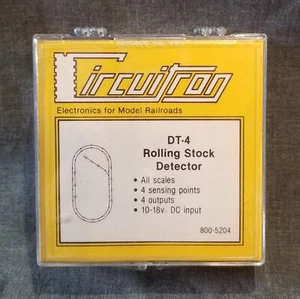 Circuitron
Electronics for Model Railroads
DT-4
Rolling Stock
Detector
• All scales
• 4 sensing points
• 4 outputs
• 10-18v. DC input
800-5204